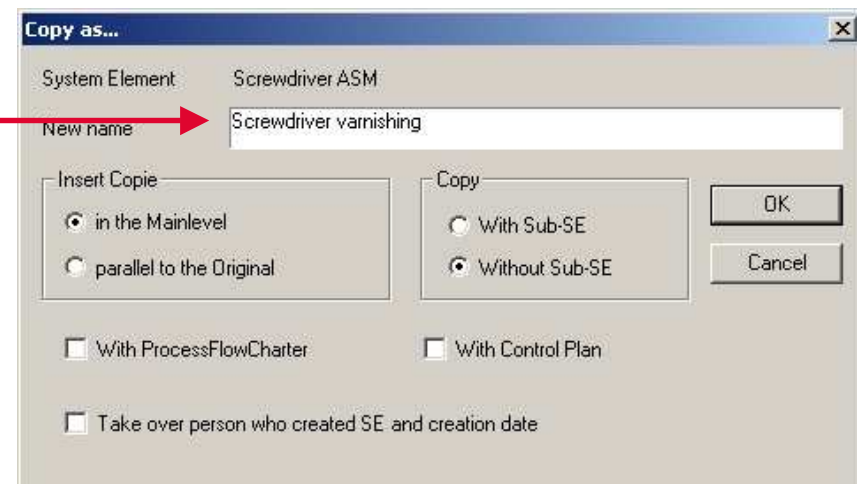 Copy as...
System Element Screwdriver ASM
New name Screwdriver varnishing
Insert Copie
in the Mainlevel
parallel to the Original
Copy
With Sub-SE
Without Sub-SE
OK
Cancel
With ProcessFlowCharter With Control Plan
Take over person who created SE and creation date